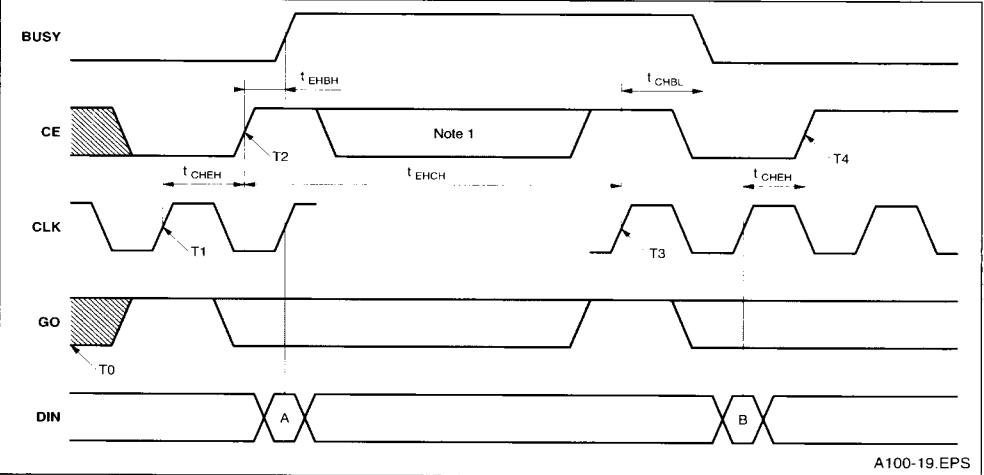 BUSY
t EHBH
t CHBL
CE
Note 1
T2
T4
t CHEH
t EHCH
t CHEH
CLK
T1
T3
GO
T0
DIN
A
B
A100-19.EPS